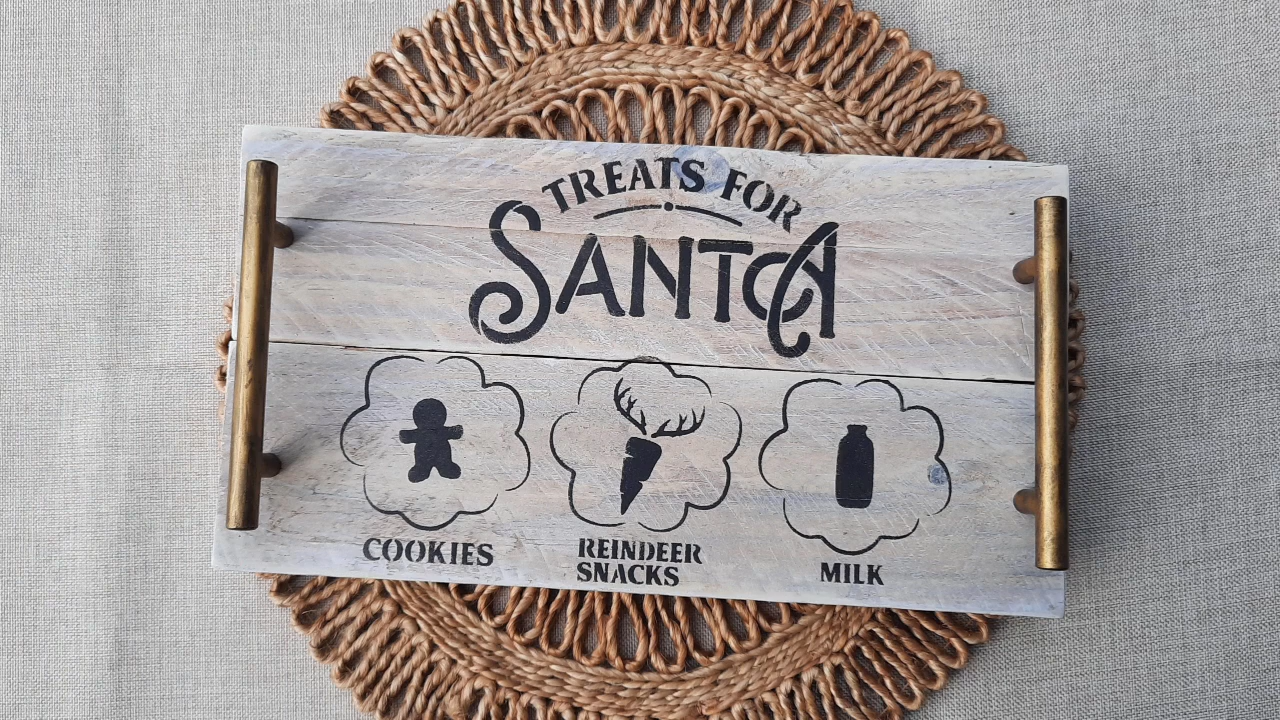 TREATS FOR
SANTA
COOKIES
REINDEER
SNACKS
MILK